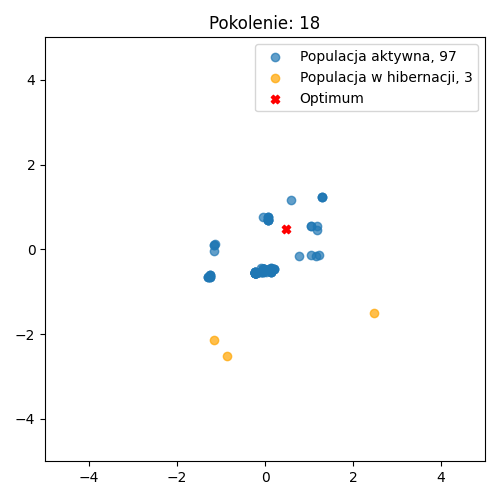 Pokolenie: 18
Populacja aktywna, 97
Populacja w hibernacji, 3
Optimum
4
2
0
−2
−4
−4
−2
0
2
4